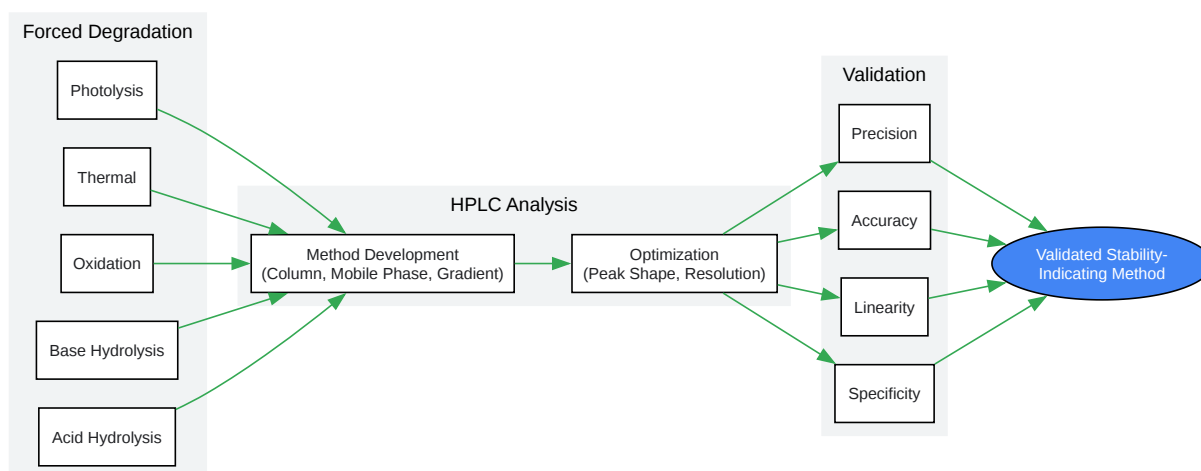 Forced Degradation
Photolysis
Thermal
Oxidation
Base Hydrolysis
Acid Hydrolysis
HPLC Analysis
Method Development
(Column, Mobile Phase, Gradient)
Optimization
(Peak Shape, Resolution)
Validation
Precision
Accuracy
Linearity
Specificity
Validated Stability-
Indicating Method